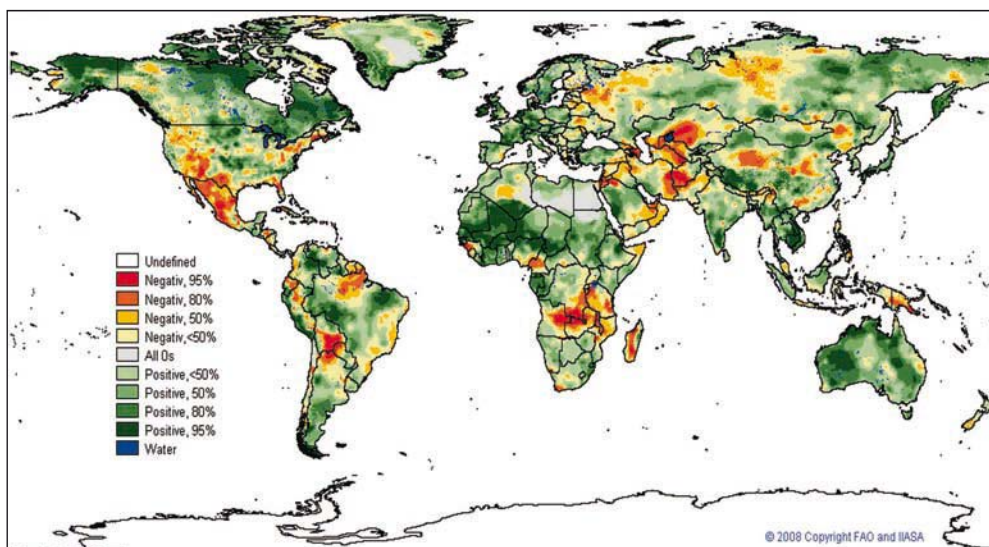 Undefined
Negativ, 95%
Negativ, 80%
Negativ, 50%
Negativ,<50%
All 0s
Positive,<50%
Positive, 50%
Positive, 80%
Positive, 95%
Water
© 2008 Copyright FAO and IIASA